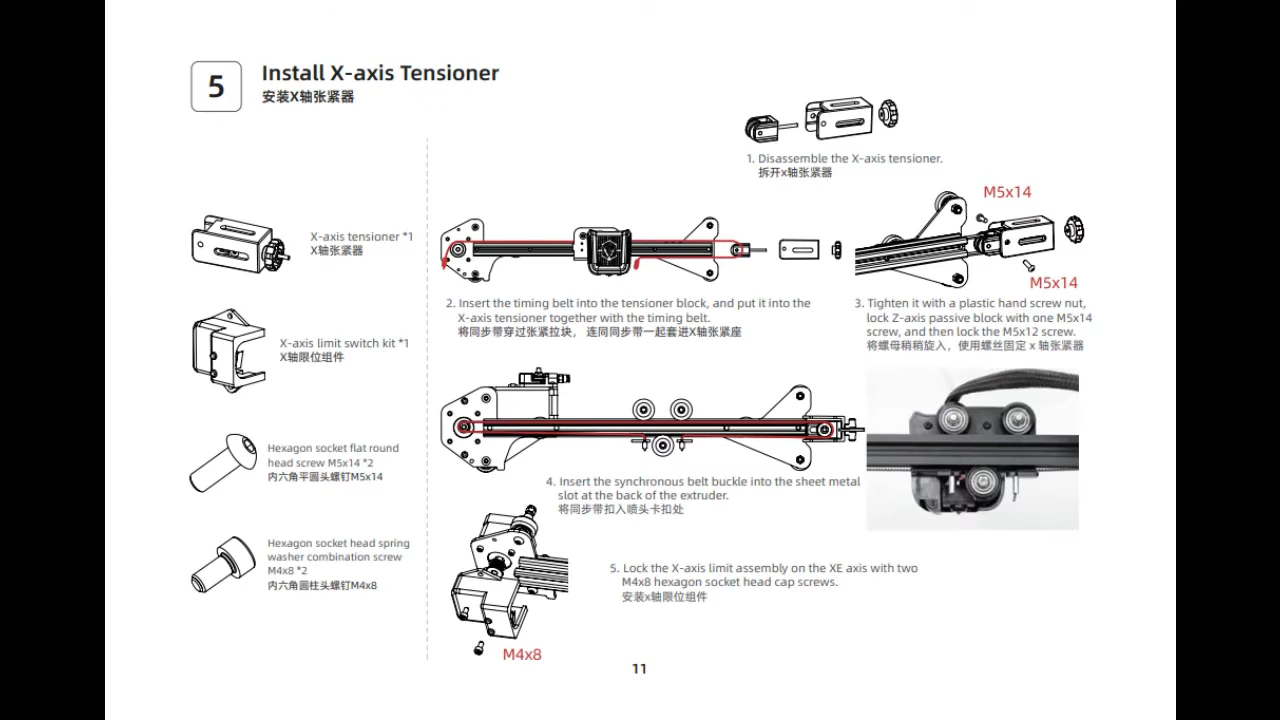 5
Install X-axis Tensioner
安装X轴张紧器
1. Disassemble the X-axis tensioner.
拆开x轴张紧器
X-axis tensioner *1
X轴张紧器
X-axis limit switch kit *1
X轴限位组件
Hexagon socket flat round
head screw M5x14 *2
内六角平圆头螺钉M5x14
Hexagon socket head spring
washer combination screw
M4x8 *2
内六角圆柱头螺钉M4x8
2. Insert the timing belt into the tensioner block, and put it into the
X-axis tensioner together with the timing belt.
将同步带穿过张紧拉块， 连同同步带一起套进X轴张紧座
M5x14
M5x14
3. Tighten it with a plastic hand screw nut,
lock Z-axis passive block with one M5x14
screw, and then lock the M5x12 screw.
将螺母稍稍旋入，使用螺丝固定 x 轴张紧器
4. Insert the synchronous belt buckle into the sheet metal
slot at the back of the extruder.
将同步带扣入喷头卡扣处
5. Lock the X-axis limit assembly on the XE axis with two
M4x8 hexagon socket head cap screws.
安装x轴限位组件
M4x8
11